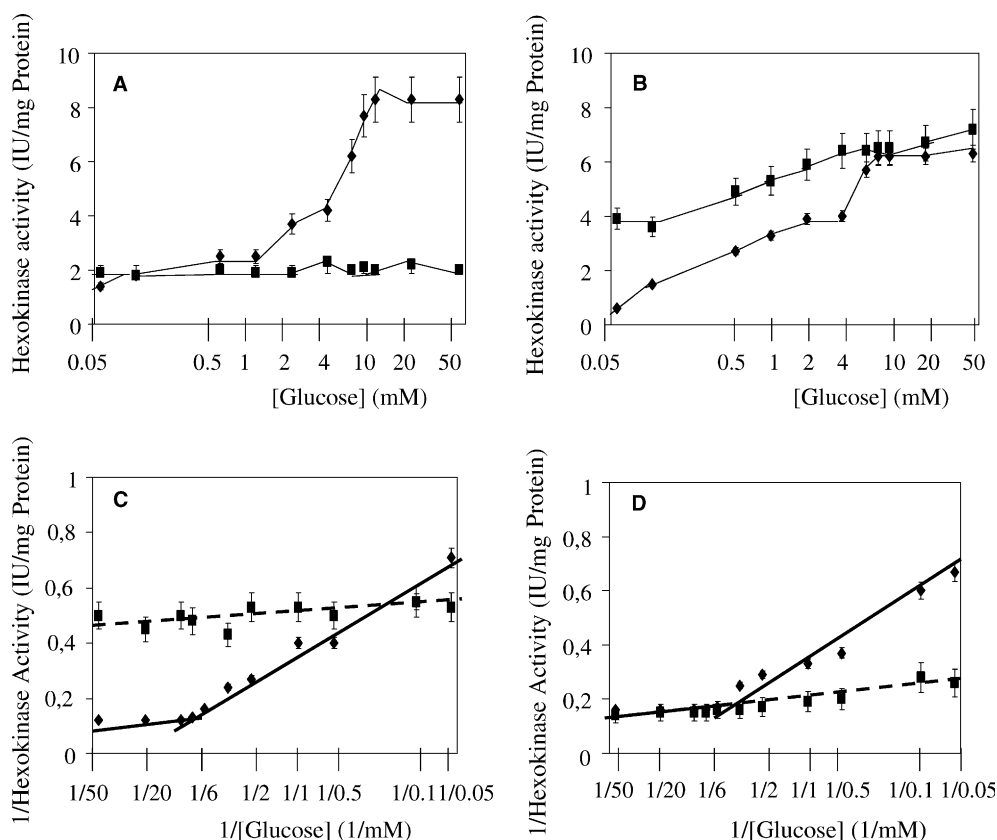 Hexokinase activity (IU/mg Protein)
A
10
8
6
4
2
0
0.05 0.5 1 2 4 10 20 50
[Glucose] (mM)
Hexokinase activity (IU/mg Protein)
B
10
8
6
4
2
0
0.05 0.5 1 2 4 10 20 50
[Glucose] (mM)
1/Hexokinase Activity (IU/mg Protein)
C
1
0,8
0,6
0,4
0,2
0
1/50 1/20 1/6 1/2 1/1 1/0.5 1/0.1 1/0.05
1/[Glucose] (1/mM)
1/Hexokinase Activity (IU/mg Protein)
D
1
0,8
0,6
0,4
0,2
0
1/50 1/20 1/6 1/2 1/1 1/0.5 1/0.1 1/0.05
1/[Glucose] (1/mM)